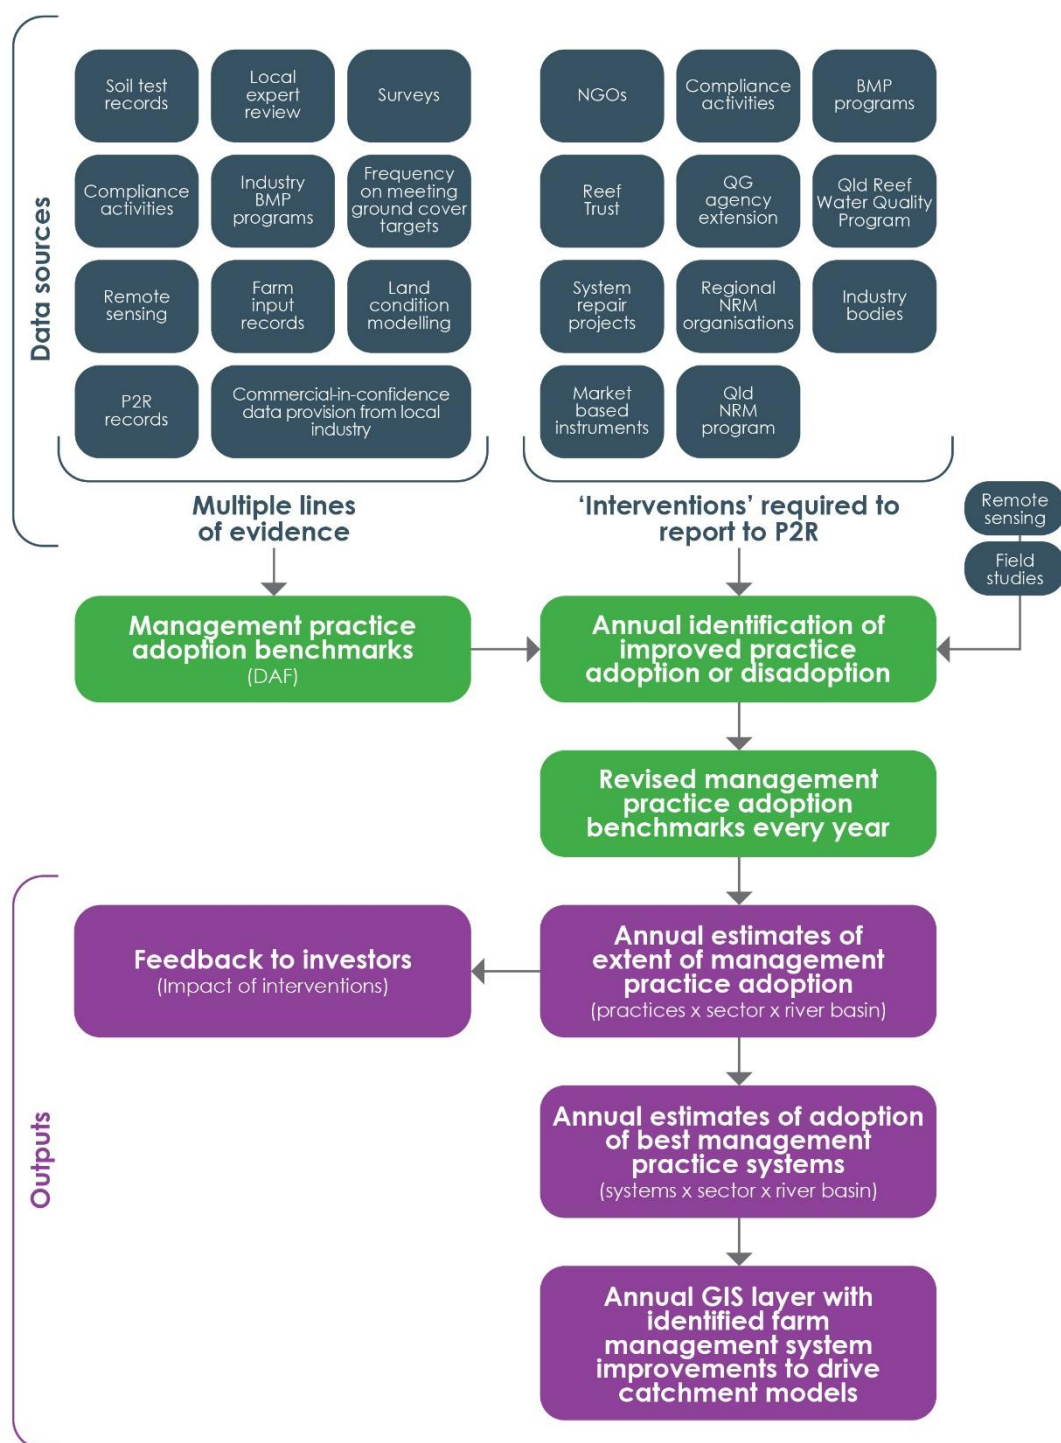 Data sources
Soil test
records
Local
expert
review
Surveys
Compliance
activities
Industry
BMP
programs
Frequency
on meeting
ground cover
targets
Remote
sensing
Farm
input
records
Land
condition
modelling
P2R
records
Commercial-in-confidence
data provision from local
industry
Multiple lines
of evidence
NGOs
Compliance
activities
BMP
programs
Reef
Trust
QG
agency
extension
Qld Reef
Water Quality
Program
System
repair
projects
Regional
NRM
organisations
Industry
bodies
Market
based
instruments
Qld
NRM
program
‘Interventions’ required to
report to P2R
Remote
sensing
Field
studies
Management practice
adoption benchmarks
(DAF)
Annual identification of
improved practice
adoption or disadoption
Revised management
practice adoption
benchmarks every year
Outputs
Feedback to investors
(Impact of interventions)
Annual estimates of
extent of management
practice adoption
(practices x sector x river basin)
Annual estimates of adoption
of best management
practice systems
(systems x sector x river basin)
Annual GIS layer with
identified farm
management system
improvements to drive
catchment models